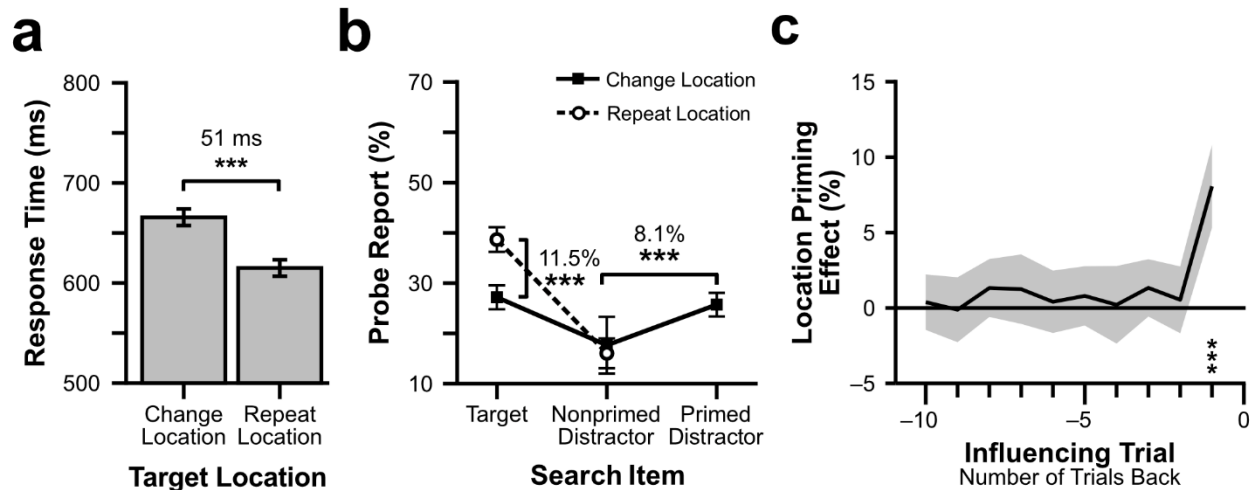 a
Response Time (ms)
800
700
600
500
51 ms
***
Change
Location
Repeat
Location
Target Location
b
Probe Report (%)
70
50
30
10
Change Location
Repeat Location
11.5%
***
8.1%
***
Target
Nonprimed
Distractor
Primed
Distractor
Search Item
c
Location Priming
Effect (%)
15
10
5
0
–5
***
–10
–5
0
Influencing Trial
Number of Trials Back